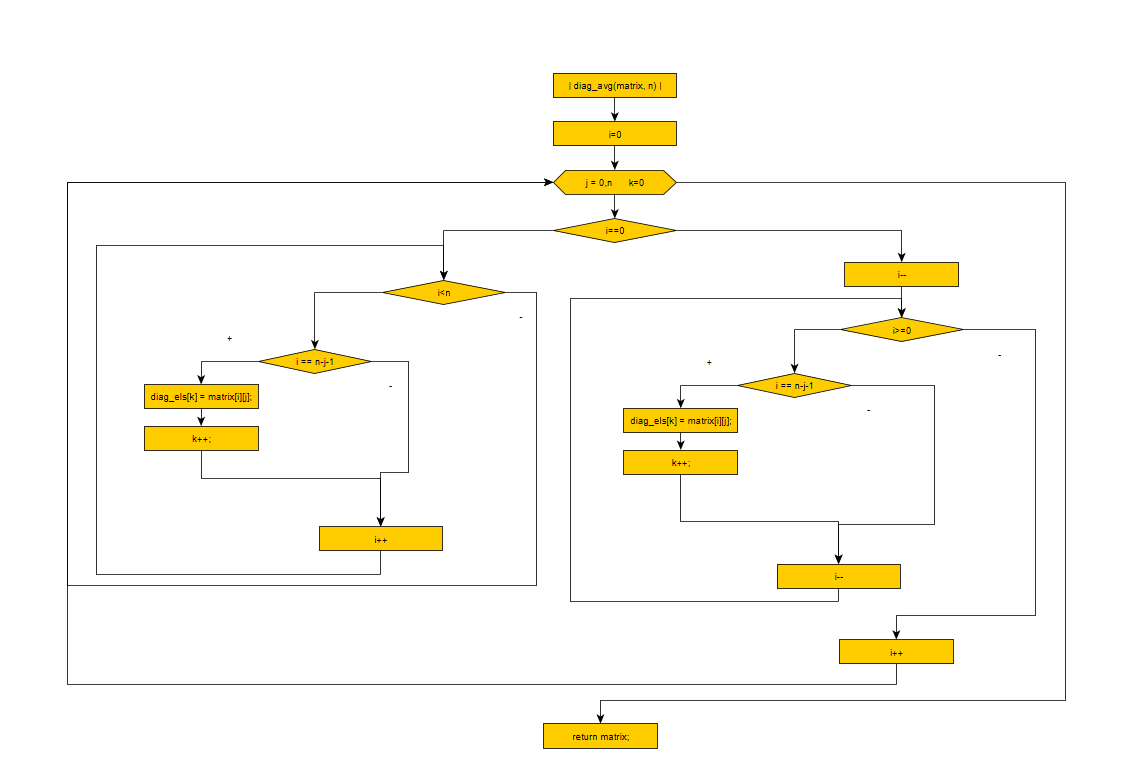 | diag_avg(matrix, n) |
i=0
j = 0,n k=0
i==0
i--
i<n
i>=0
-
+
-
i == n-j-1
+
i == n-j-1
-
-
diag_els[k] = matrix[i][j];
diag_els[k] = matrix[i][j];
k++;
k++;
i++
i--
i++
return matrix;